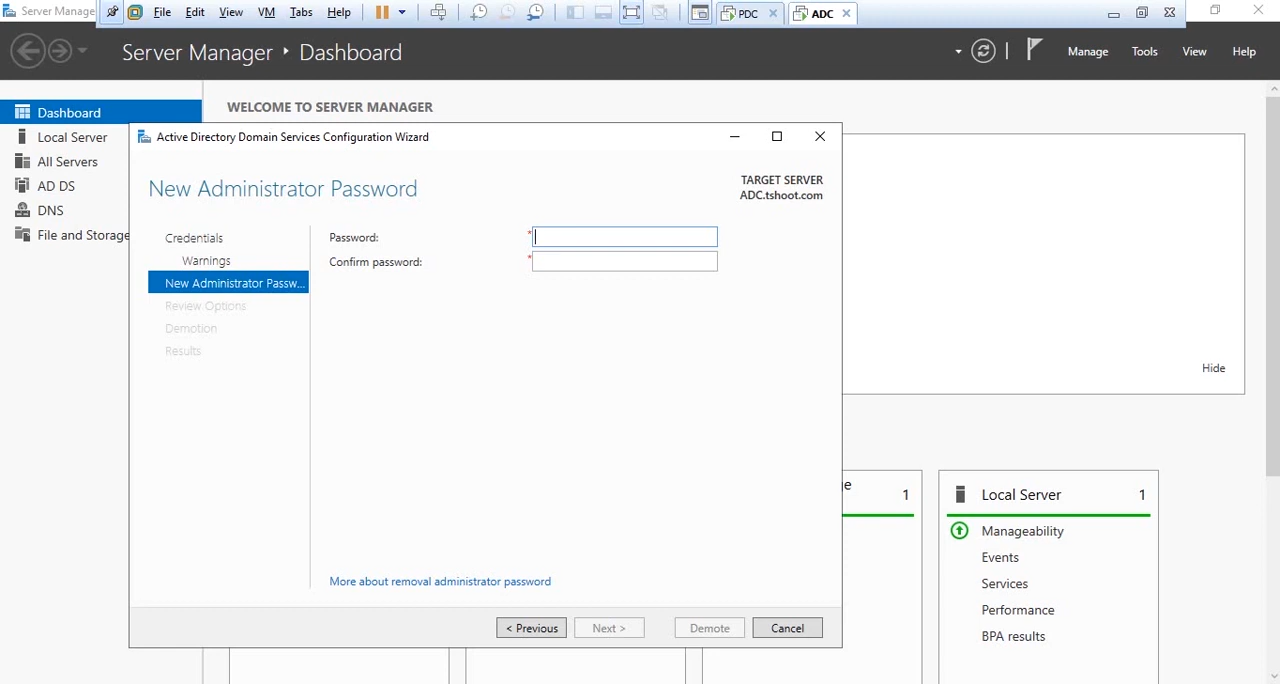 Server Manage File Edit View VM Tabs Help PDC ADC
Server Manager Dashboard Manage Tools View Help
Dashboard
Local Server
All Servers
AD DS
DNS
File and Storage
WELCOME TO SERVER MANAGER
Hide
Active Directory Domain Services Configuration Wizard
New Administrator Password
TARGET SERVER
ADC.tshoot.com
Credentials
Warnings
New Administrator Passw...
Review Options
Demotion
Results
Password: *
Confirm password: *
More about removal administrator password
< Previous Next > Demote Cancel
ge 1
Local Server 1
Manageability
Events
Services
Performance
BPA results